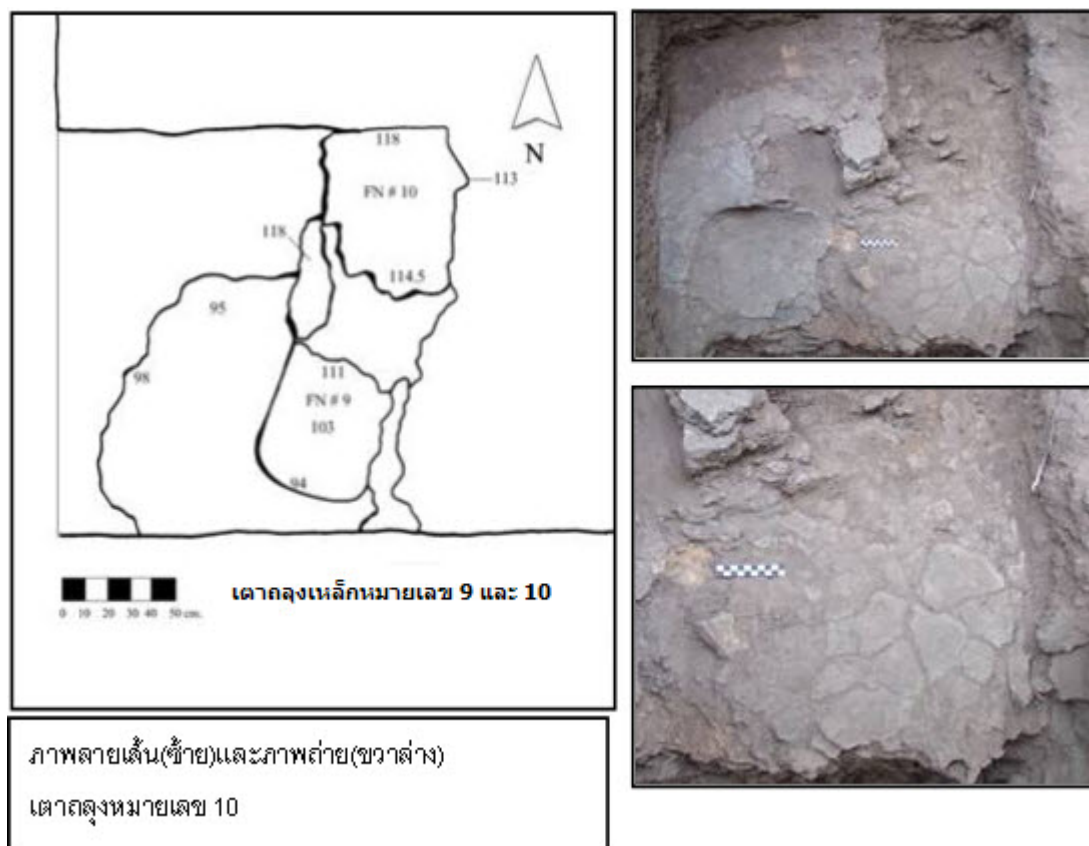 118
N
113
FN # 10
118
114.5
95
98
111
FN # 9
103
94
0 10 20 30 40 50 cm.
เตาถลุงเหล็กหมายเลข 9 และ 10
ภาพลายเส้น(ซ้าย)และภาพถ่าย(ขวาล่าง)
เตาถลุงหมายเลข 10